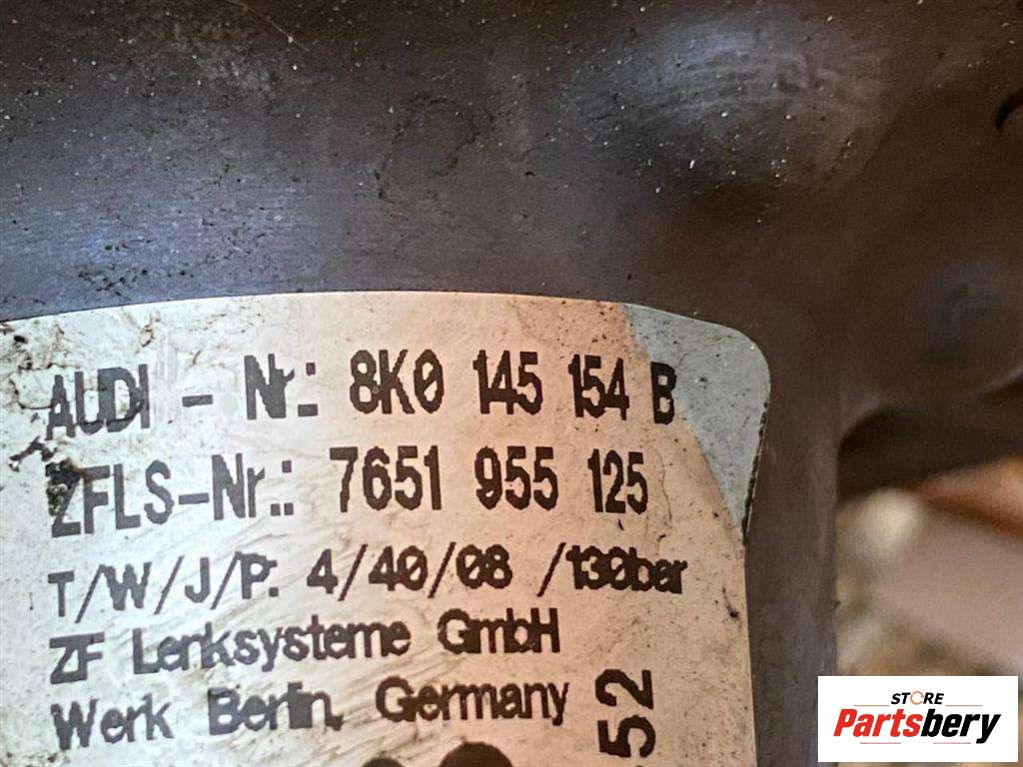 AUDI - Nr.: 8K0 145 154 B
ZFLS-Nr.: 7651 955 125
T/W/J/P: 4/40/08 /130bar
ZF Lenksysteme GmbH
Werk Berlin, Germany
52
STORE
Partsbery